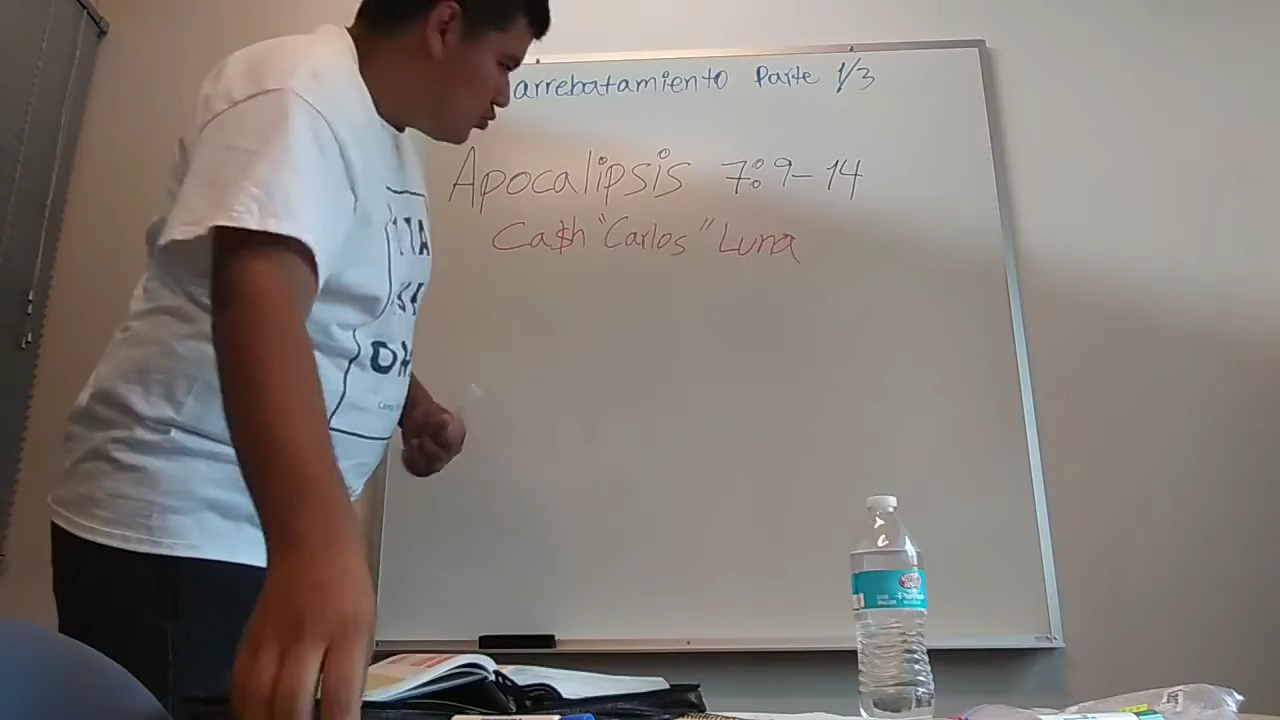 arrebatamiento Parte 1/3
Apocalipsis 7:9-14
Ca$h "Carlos" Luna